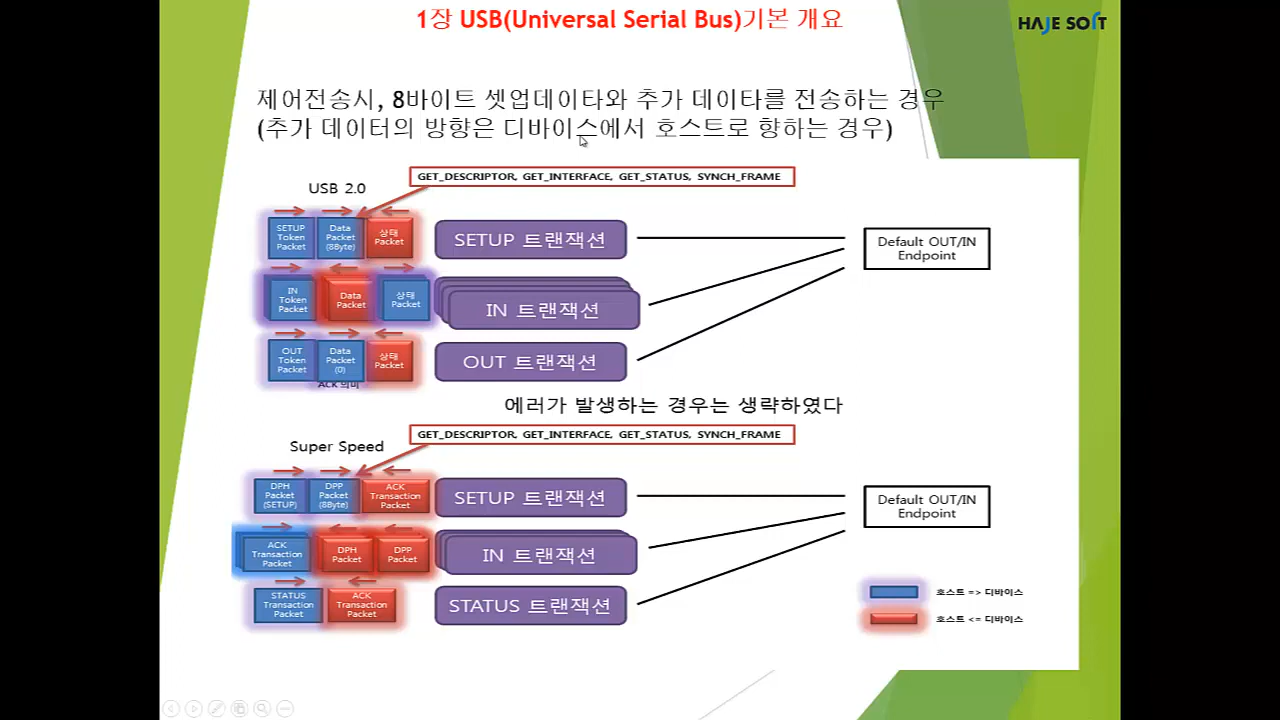 1장 USB(Universal Serial Bus)기본 개요
HAJE SOFT
제어전송시, 8바이트 셋업데이타와 추가 데이타를 전송하는 경우
(추가 데이터의 방향은 디바이스에서 호스트로 향하는 경우)
USB 2.0
GET_DESCRIPTOR, GET_INTERFACE, GET_STATUS, SYNCH_FRAME
SETUP
Token
Packet
Data
Packet
(8Byte)
상태
Packet
SETUP 트랜잭션
Default OUT/IN
Endpoint
IN
Token
Packet
Data
Packet
상태
Packet
IN 트랜잭션
OUT
Token
Packet
Data
Packet
(0)
상태
Packet
OUT 트랜잭션
ACK 의미
에러가 발생하는 경우는 생략하였다
Super Speed
GET_DESCRIPTOR, GET_INTERFACE, GET_STATUS, SYNCH_FRAME
DPH
Packet
(SETUP)
DPP
Packet
(8Byte)
ACK
Transaction
Packet
SETUP 트랜잭션
Default OUT/IN
Endpoint
ACK
Transaction
Packet
DPH
Packet
DPP
Packet
IN 트랜잭션
STATUS
Transaction
Packet
ACK
Transaction
Packet
STATUS 트랜잭션
호스트 => 디바이스
호스트 <= 디바이스